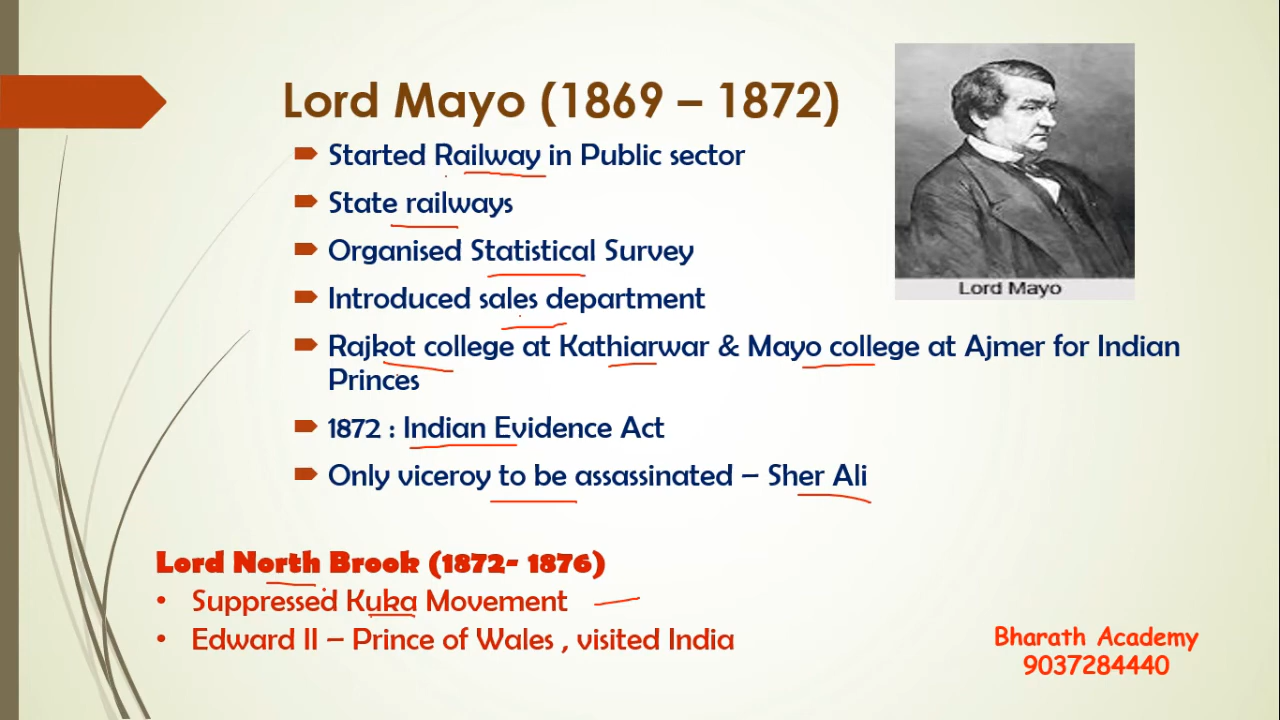 Lord Mayo (1869 – 1872)
Started Railway in Public sector
State railways
Organised Statistical Survey
Introduced sales department
Rajkot college at Kathiarwar & Mayo college at Ajmer for Indian
Princes
1872 : Indian Evidence Act
Only viceroy to be assassinated – Sher Ali
Lord Mayo
Lord North Brook (1872- 1876)
• Suppressed Kuka Movement
• Edward II – Prince of Wales , visited India
Bharath Academy
9037284440